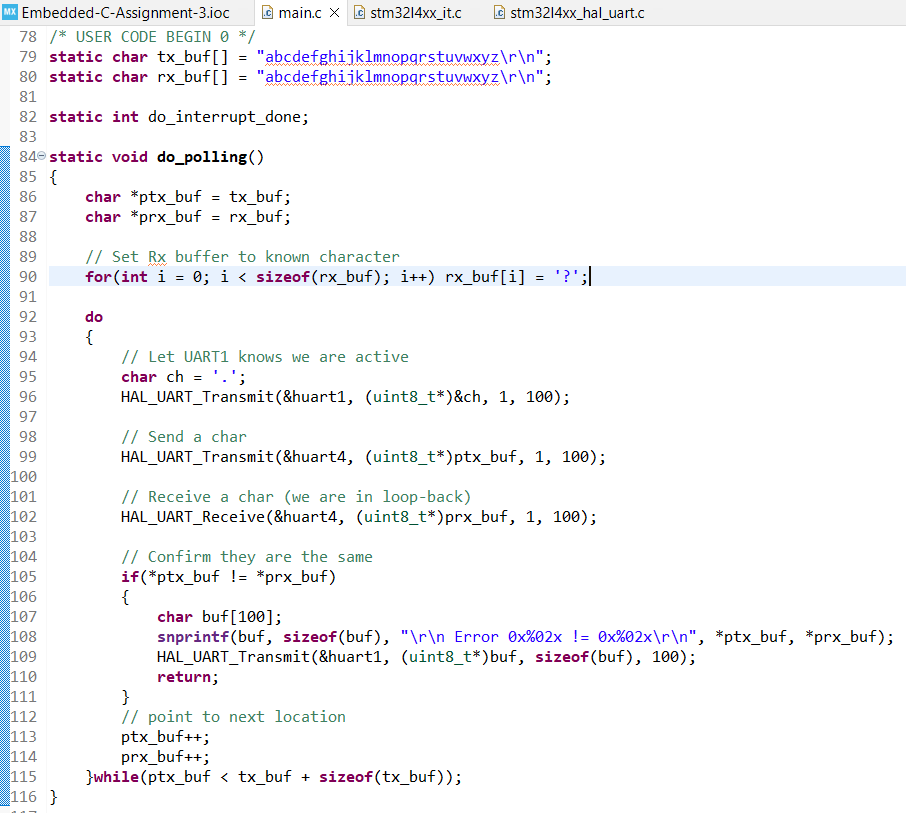 MX Embedded-C-Assignment-3.ioc .c main.c .c stm32l4xx_it.c .c stm32l4xx_hal_uart.c
78 /* USER CODE BEGIN 0 */
79 static char tx_buf[] = "abcdefghijklmnopqrstuvwxyz\r\n";
80 static char rx_buf[] = "abcdefghijklmnopqrstuvwxyz\r\n";
81
82 static int do_interrupt_done;
83
84 static void do_polling()
85 {
86     char *ptx_buf = tx_buf;
87     char *prx_buf = rx_buf;
88
89     // Set Rx buffer to known character
90     for(int i = 0; i < sizeof(rx_buf); i++) rx_buf[i] = '?';
91
92     do
93     {
94         // Let UART1 knows we are active
95         char ch = '.';
96         HAL_UART_Transmit(&huart1, (uint8_t*)&ch, 1, 100);
97
98         // Send a char
99         HAL_UART_Transmit(&huart4, (uint8_t*)ptx_buf, 1, 100);
100
101         // Receive a char (we are in loop-back)
102         HAL_UART_Receive(&huart4, (uint8_t*)prx_buf, 1, 100);
103
104         // Confirm they are the same
105         if(*ptx_buf != *prx_buf)
106         {
107             char buf[100];
108             snprintf(buf, sizeof(buf), "\r\n Error 0x%02x != 0x%02x\r\n", *ptx_buf, *prx_buf);
109             HAL_UART_Transmit(&huart1, (uint8_t*)buf, sizeof(buf), 100);
110             return;
111         }
112         // point to next location
113         ptx_buf++;
114         prx_buf++;
115     }while(ptx_buf < tx_buf + sizeof(tx_buf));
116 }